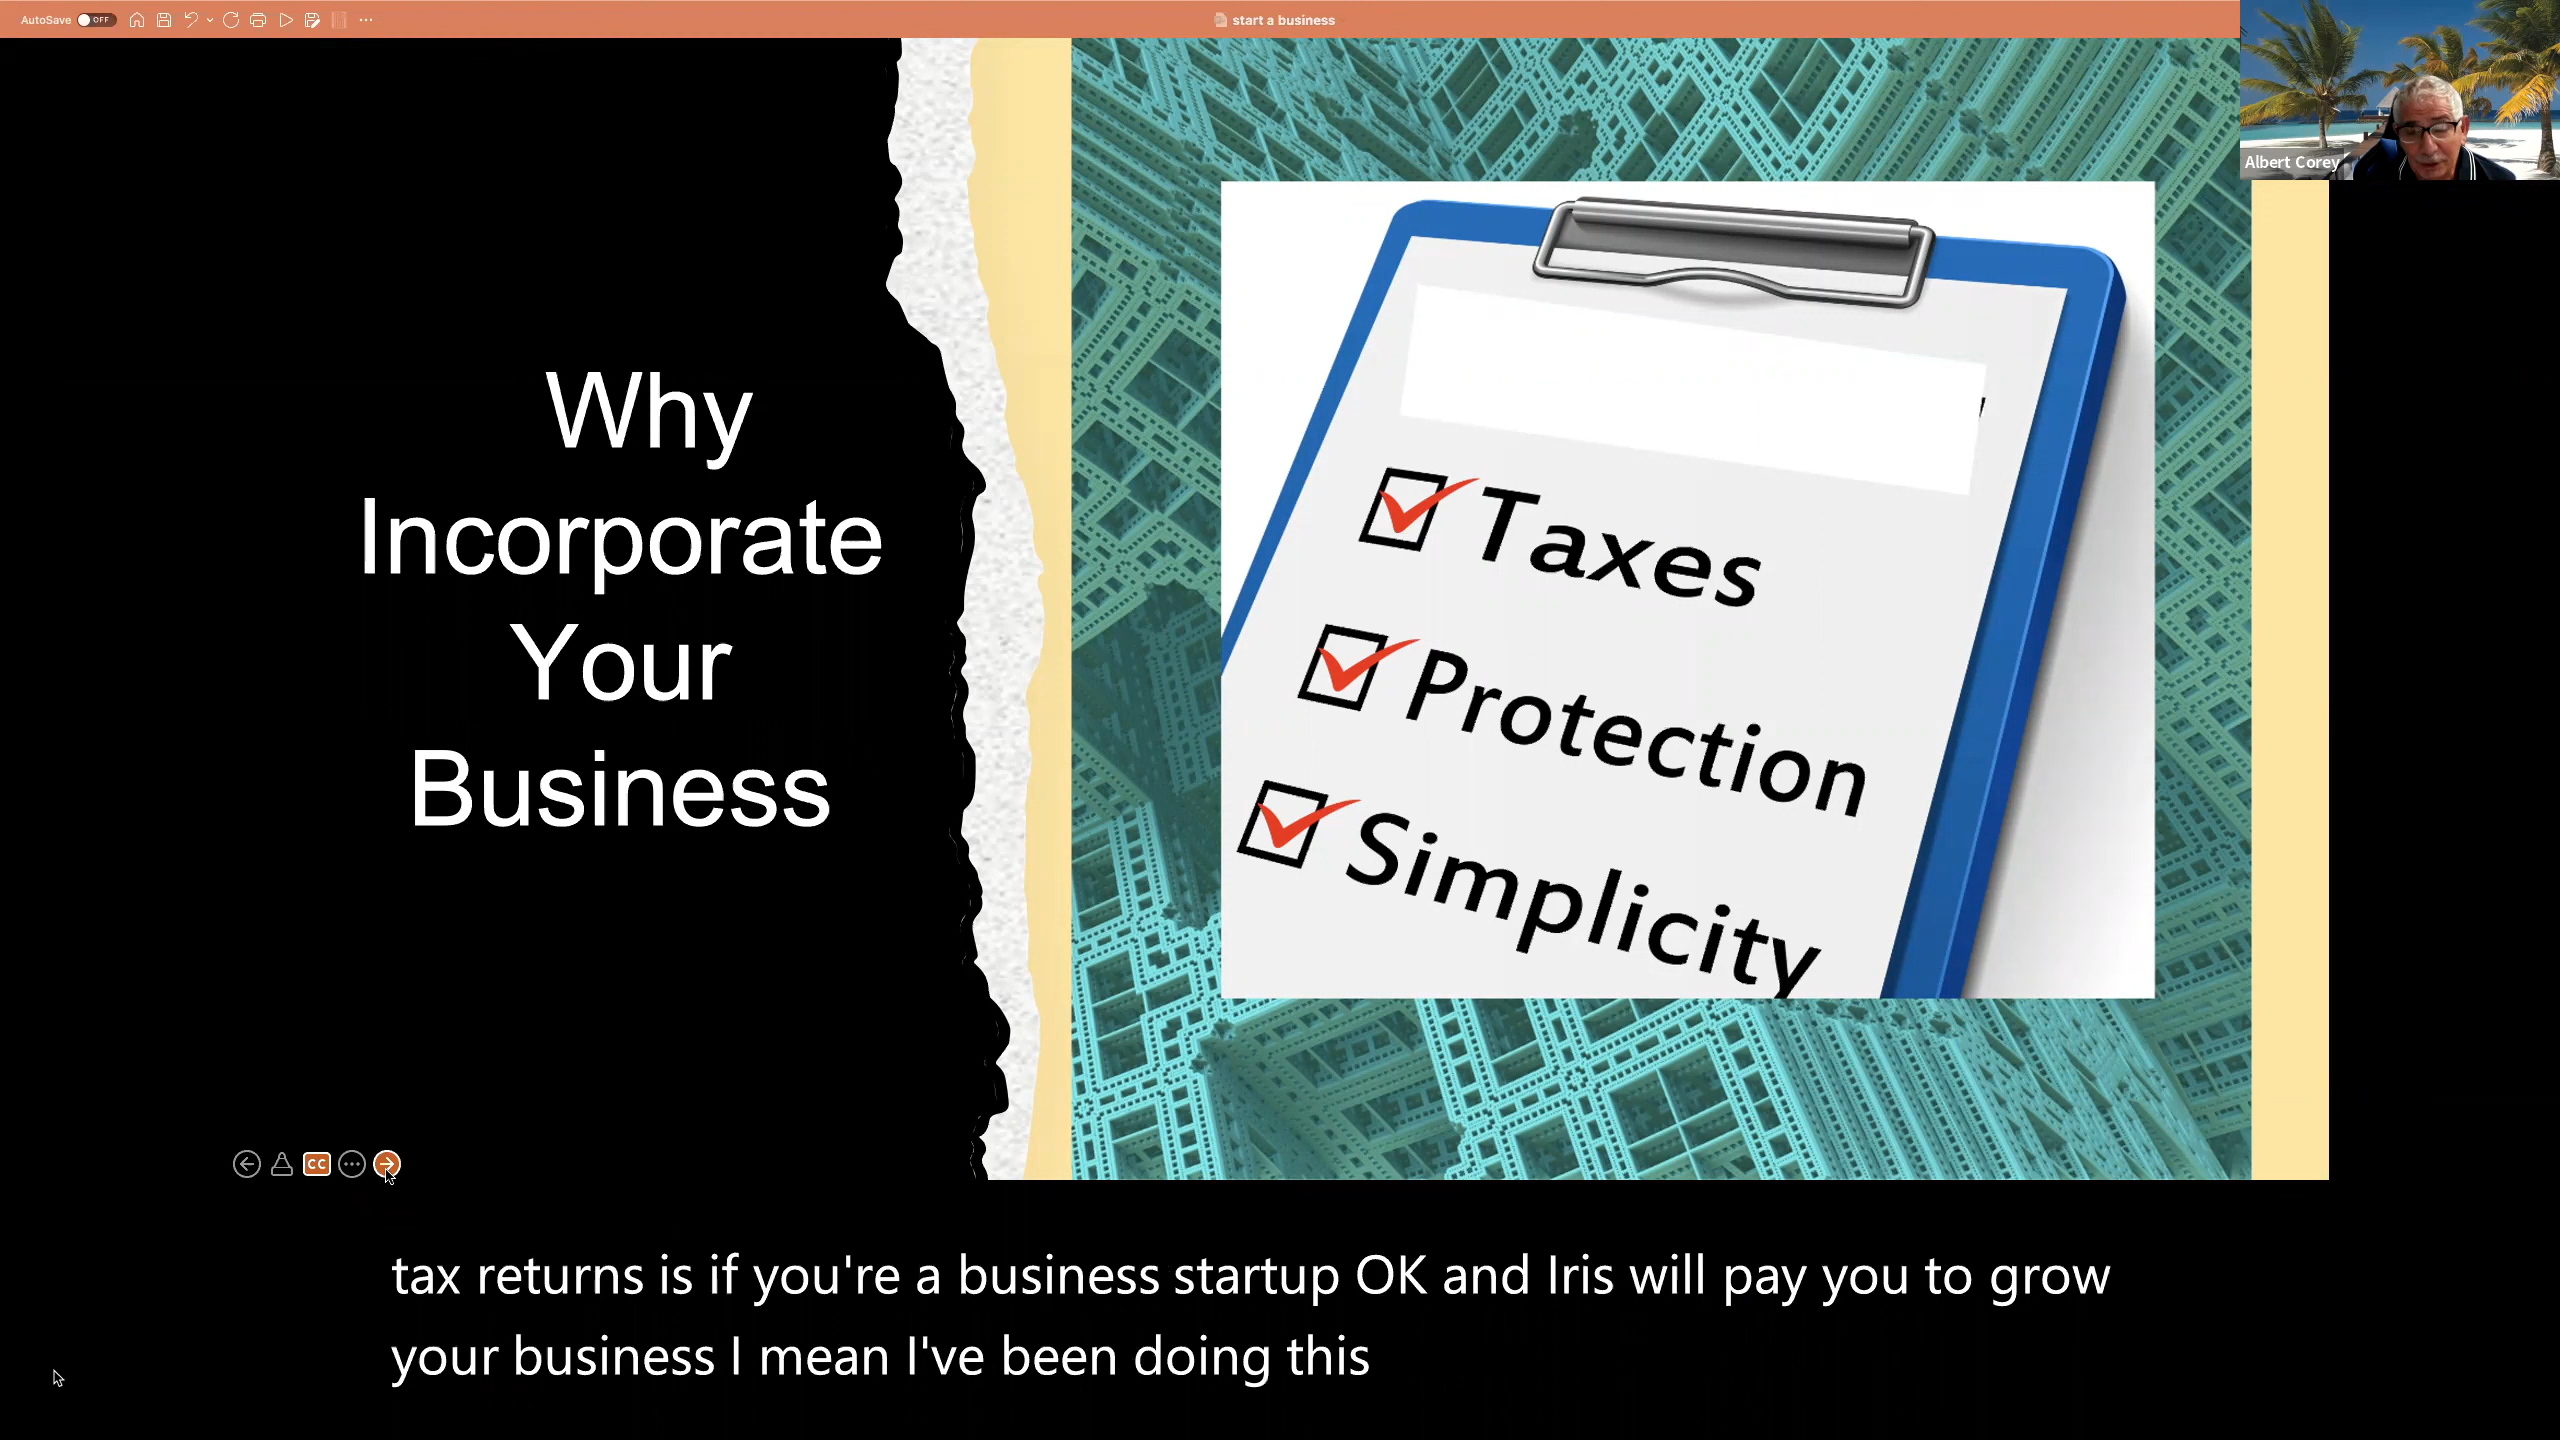 AutoSave OFF
start a business
Albert Corey
Why
Incorporate
Your
Business
Taxes
Protection
Simplicity
CC
tax returns is if you're a business startup OK and Iris will pay you to grow
your business I mean I've been doing this